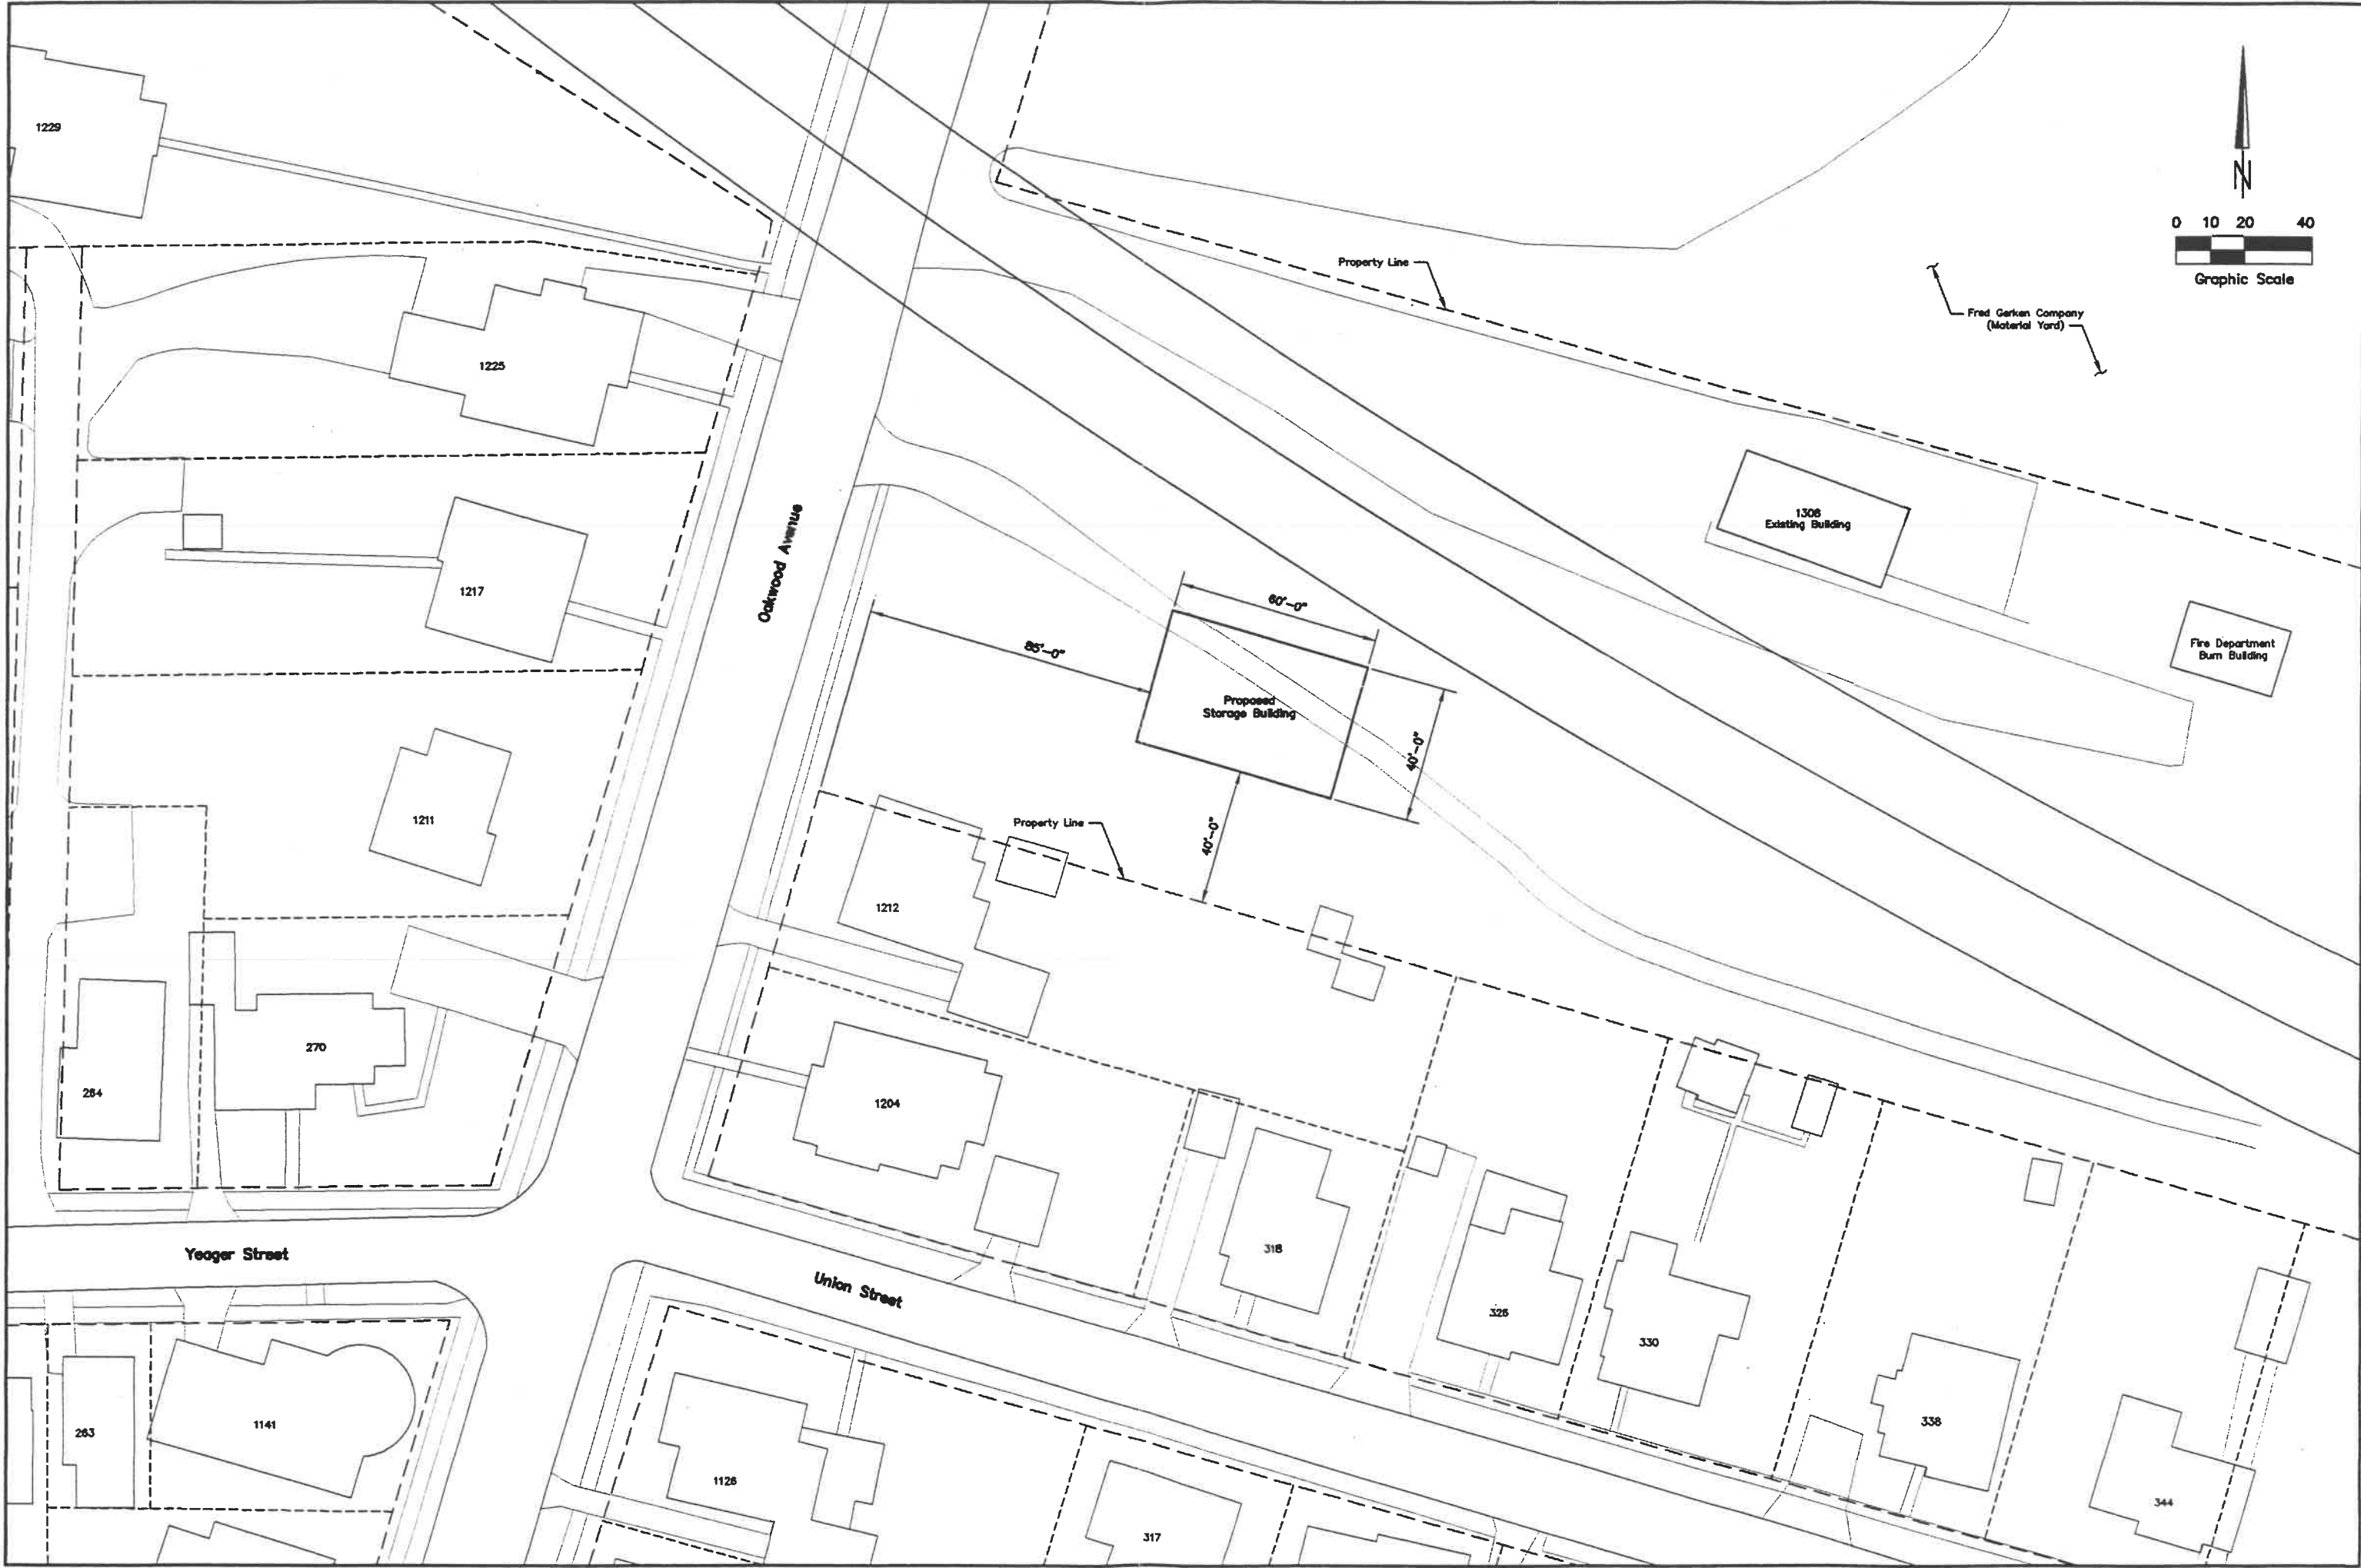 1229
N
0 10 20 40
Graphic Scale
Property Line
Fred Gerken Company
(Material Yard)
1225
1308
Existing Building
Oakwood Avenue
1217
60'-0"
85'-0"
Fire Department
Burn Building
Proposed
Storage Building
40'-0"
1211
Property Line
40'-0"
1212
270
264
1204
318
Yeager Street
Union Street
326
330
263
1141
338
1126
317
344